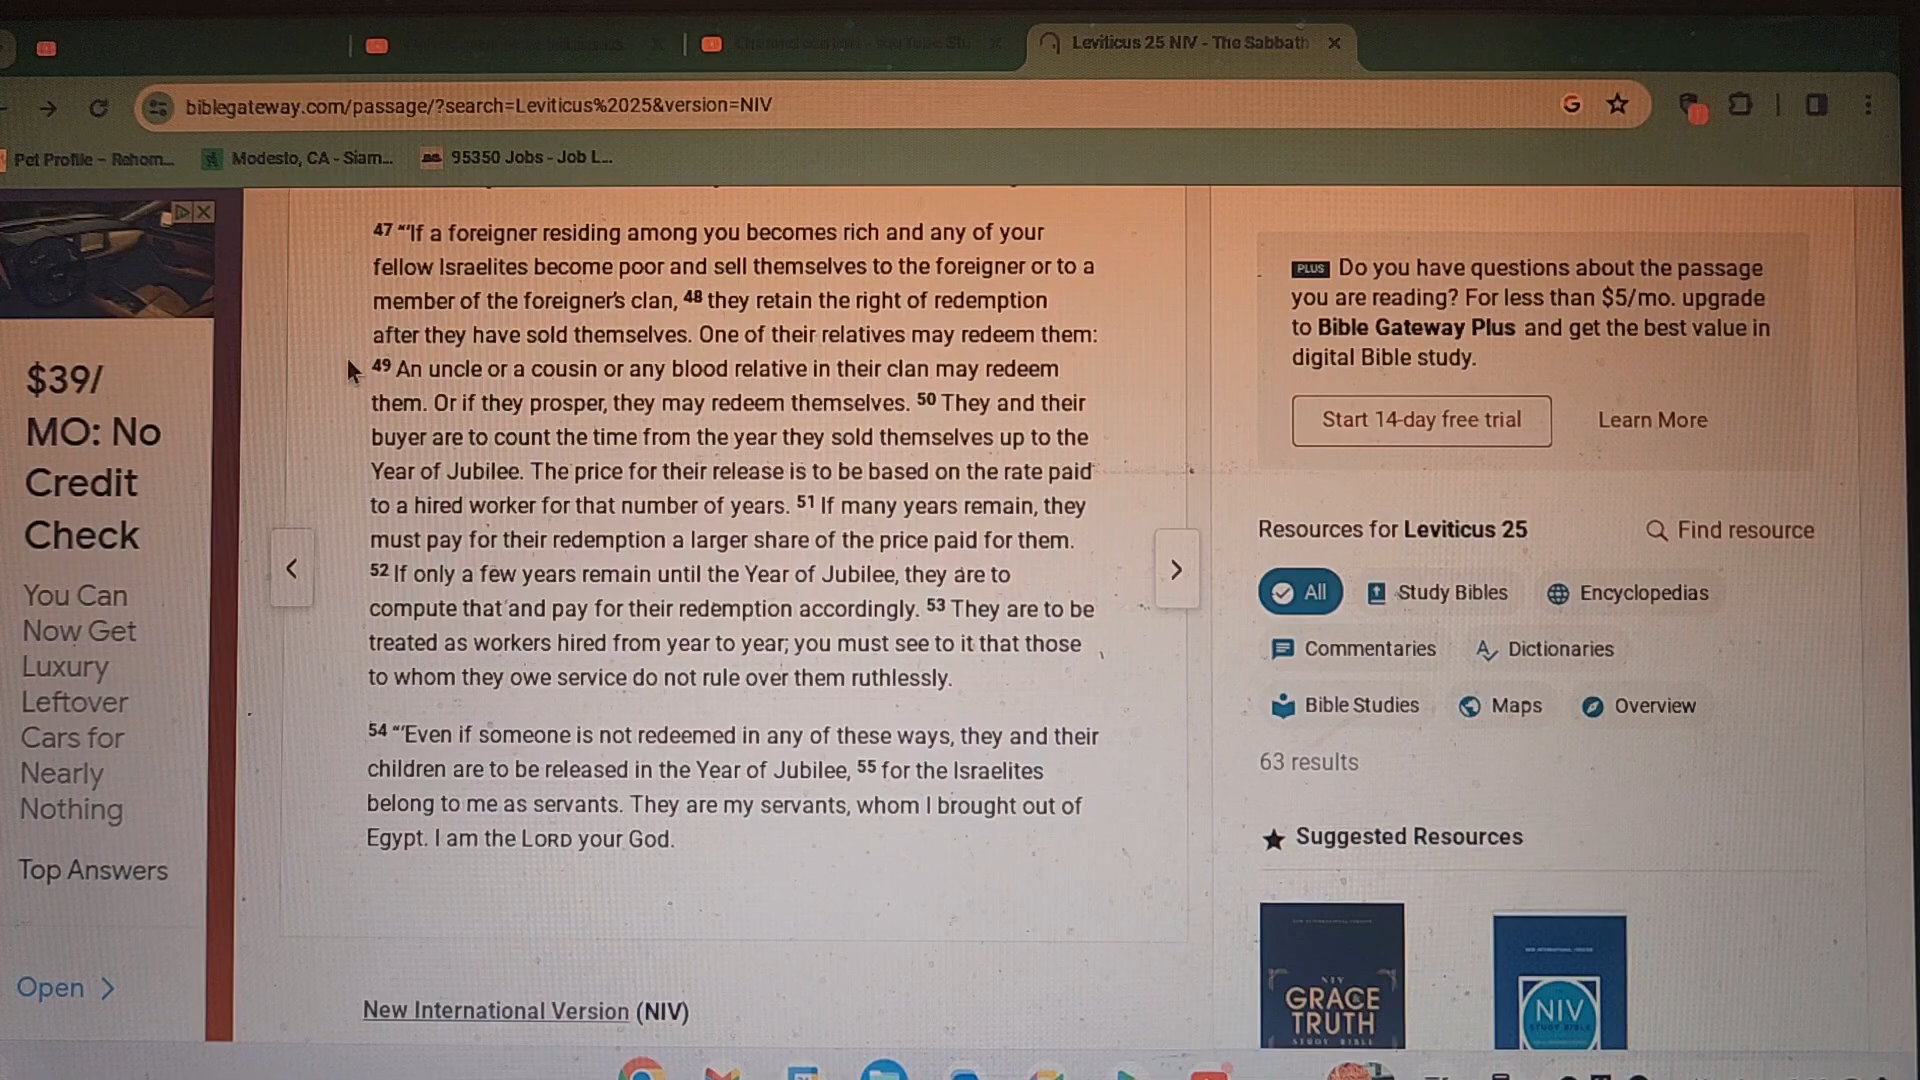 Leviticus 25 NIV - The Sabbath
biblegateway.com/passage/?search=Leviticus%2025&version=NIV
Pet Profile – Rehom...
Modesto, CA - Siam...
95350 Jobs - Job L...
47 “‘If a foreigner residing among you becomes rich and any of your
fellow Israelites become poor and sell themselves to the foreigner or to a
member of the foreigner’s clan, 48 they retain the right of redemption
after they have sold themselves. One of their relatives may redeem them:
49 An uncle or a cousin or any blood relative in their clan may redeem
them. Or if they prosper, they may redeem themselves. 50 They and their
buyer are to count the time from the year they sold themselves up to the
Year of Jubilee. The price for their release is to be based on the rate paid
to a hired worker for that number of years. 51 If many years remain, they
must pay for their redemption a larger share of the price paid for them.
52 If only a few years remain until the Year of Jubilee, they are to
compute that and pay for their redemption accordingly. 53 They are to be
treated as workers hired from year to year; you must see to it that those
to whom they owe service do not rule over them ruthlessly.
54 “‘Even if someone is not redeemed in any of these ways, they and their
children are to be released in the Year of Jubilee, 55 for the Israelites
belong to me as servants. They are my servants, whom I brought out of
Egypt. I am the LORD your God.
New International Version (NIV)
$39/
MO: No
Credit
Check
You Can
Now Get
Luxury
Leftover
Cars for
Nearly
Nothing
Top Answers
Open >
PLUS Do you have questions about the passage
you are reading? For less than $5/mo. upgrade
to Bible Gateway Plus and get the best value in
digital Bible study.
Start 14-day free trial
Learn More
Resources for Leviticus 25
Find resource
All
Study Bibles
Encyclopedias
Commentaries
Dictionaries
Bible Studies
Maps
Overview
63 results
Suggested Resources
NIV
GRACE
TRUTH
STUDY BIBLE
NIV
STUDY BIBLE